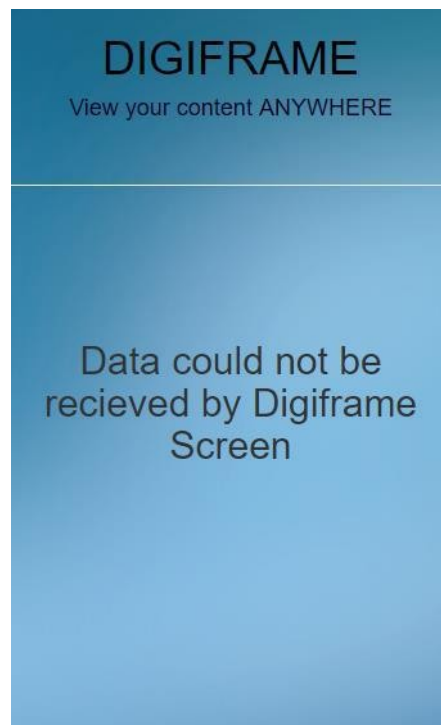 DIGIFRAME
View your content ANYWHERE
Data could not be
recieved by Digiframe
Screen